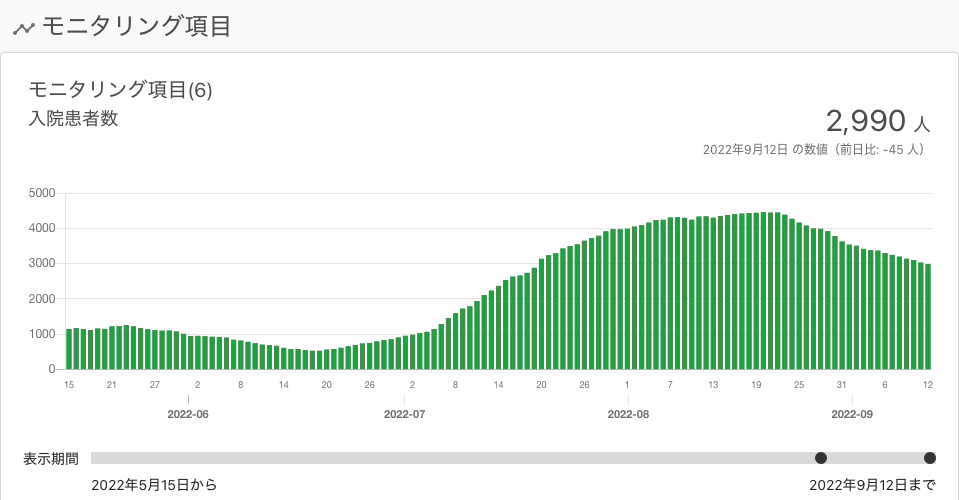 モニタリング項目
モニタリング項目(6)
入院患者数
2,990 人
2022年9月12日 の数値（前日比: -45 人）
5000
4000
3000
2000
1000
0
15 21 27 2 8 14 20 26 2 8 14 20 26 1 7 13 19 25 31 6 12
2022-06 2022-07 2022-08 2022-09
表示期間
2022年5月15日から 2022年9月12日まで